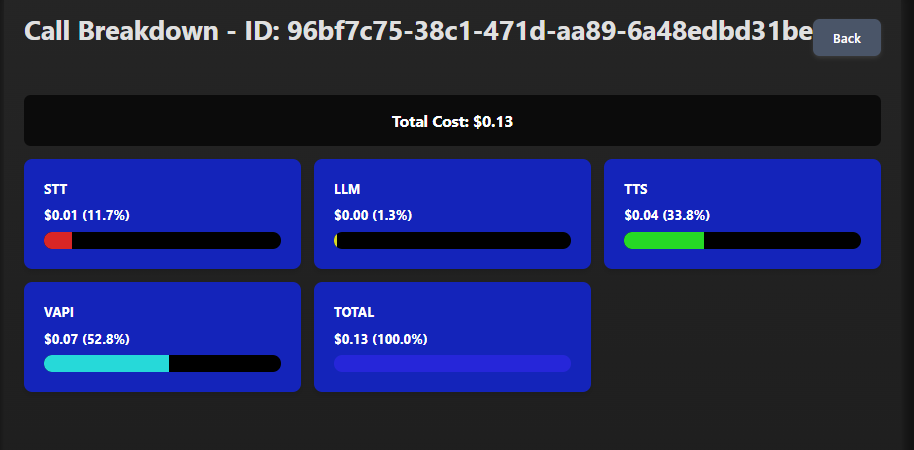 Call Breakdown - ID: 96bf7c75-38c1-471d-aa89-6a48edbd31be
Back
Total Cost: $0.13
STT
$0.01 (11.7%)
LLM
$0.00 (1.3%)
TTS
$0.04 (33.8%)
VAPI
$0.07 (52.8%)
TOTAL
$0.13 (100.0%)